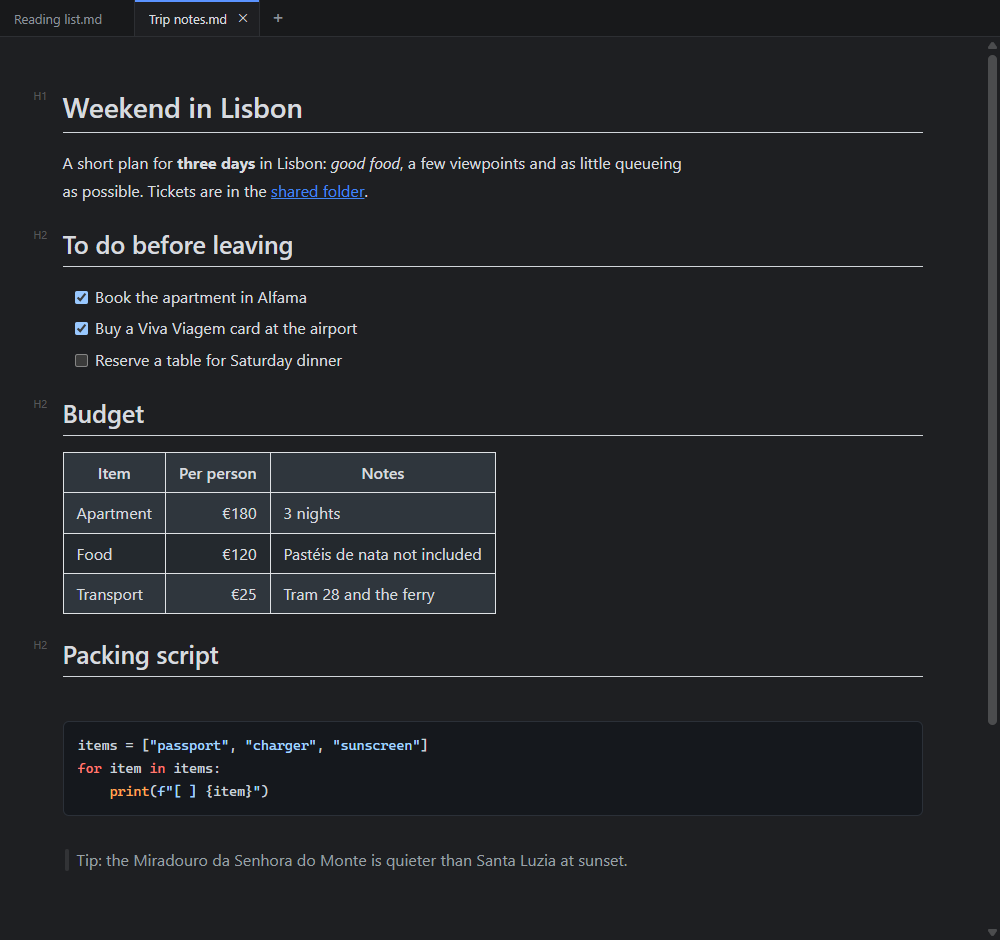 Reading list.md
Trip notes.md
H1
Weekend in Lisbon
A short plan for three days in Lisbon: good food, a few viewpoints and as little queueing
as possible. Tickets are in the shared folder.
H2
To do before leaving
Book the apartment in Alfama
Buy a Viva Viagem card at the airport
Reserve a table for Saturday dinner
H2
Budget
Item Per person Notes
Apartment €180 3 nights
Food €120 Pastéis de nata not included
Transport €25 Tram 28 and the ferry
H2
Packing script
items = ["passport", "charger", "sunscreen"]
for item in items:
    print(f"[ ] {item}")
Tip: the Miradouro da Senhora do Monte is quieter than Santa Luzia at sunset.